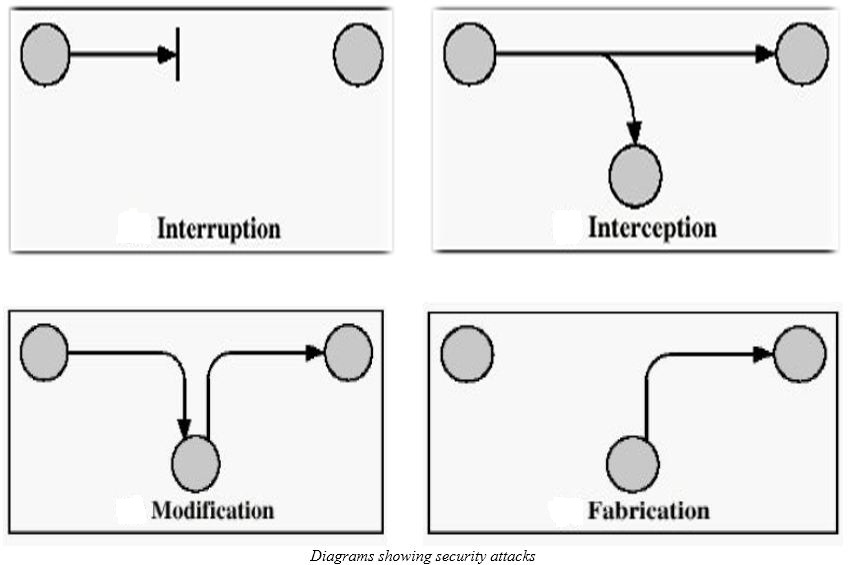 Interruption
Interception
Modification
Fabrication
Diagrams showing security attacks